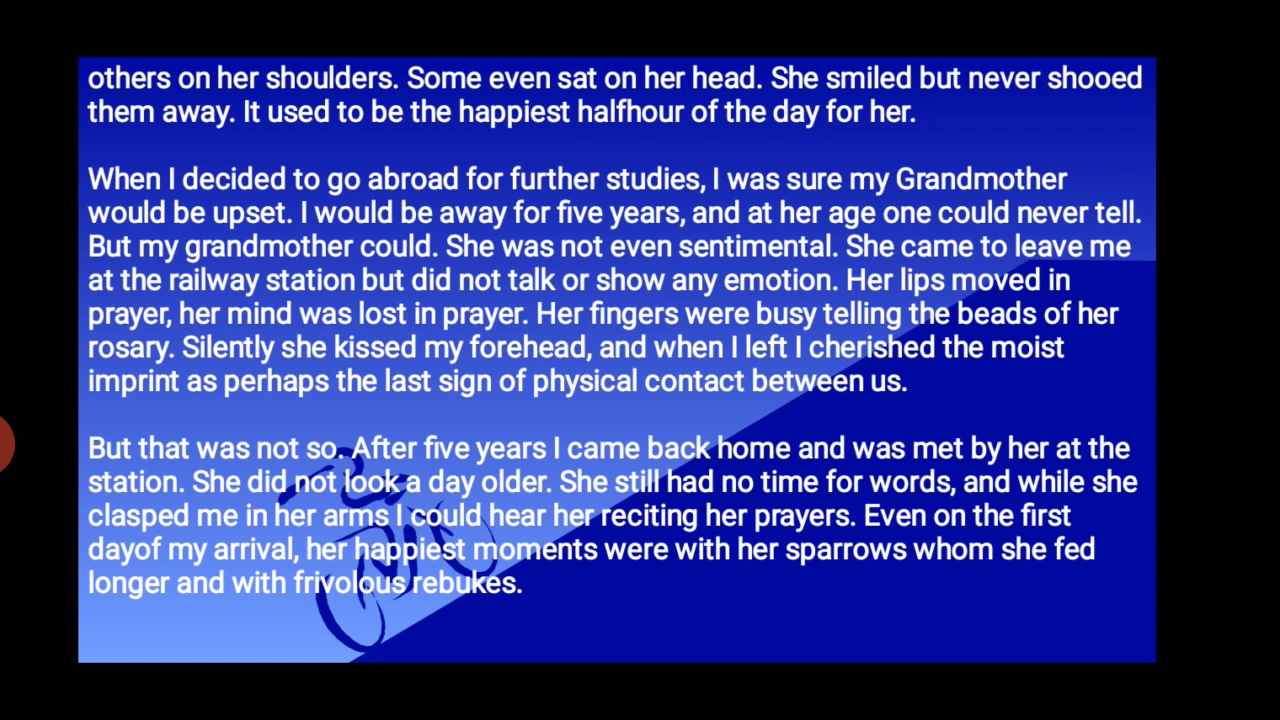 others on her shoulders. Some even sat on her head. She smiled but never shooed
them away. It used to be the happiest halfhour of the day for her.
When I decided to go abroad for further studies, I was sure my Grandmother
would be upset. I would be away for five years, and at her age one could never tell.
But my grandmother could. She was not even sentimental. She came to leave me
at the railway station but did not talk or show any emotion. Her lips moved in
prayer, her mind was lost in prayer. Her fingers were busy telling the beads of her
rosary. Silently she kissed my forehead, and when I left I cherished the moist
imprint as perhaps the last sign of physical contact between us.
But that was not so. After five years I came back home and was met by her at the
station. She did not look a day older. She still had no time for words, and while she
clasped me in her arms I could hear her reciting her prayers. Even on the first
dayof my arrival, her happiest moments were with her sparrows whom she fed
longer and with frivolous rebukes.